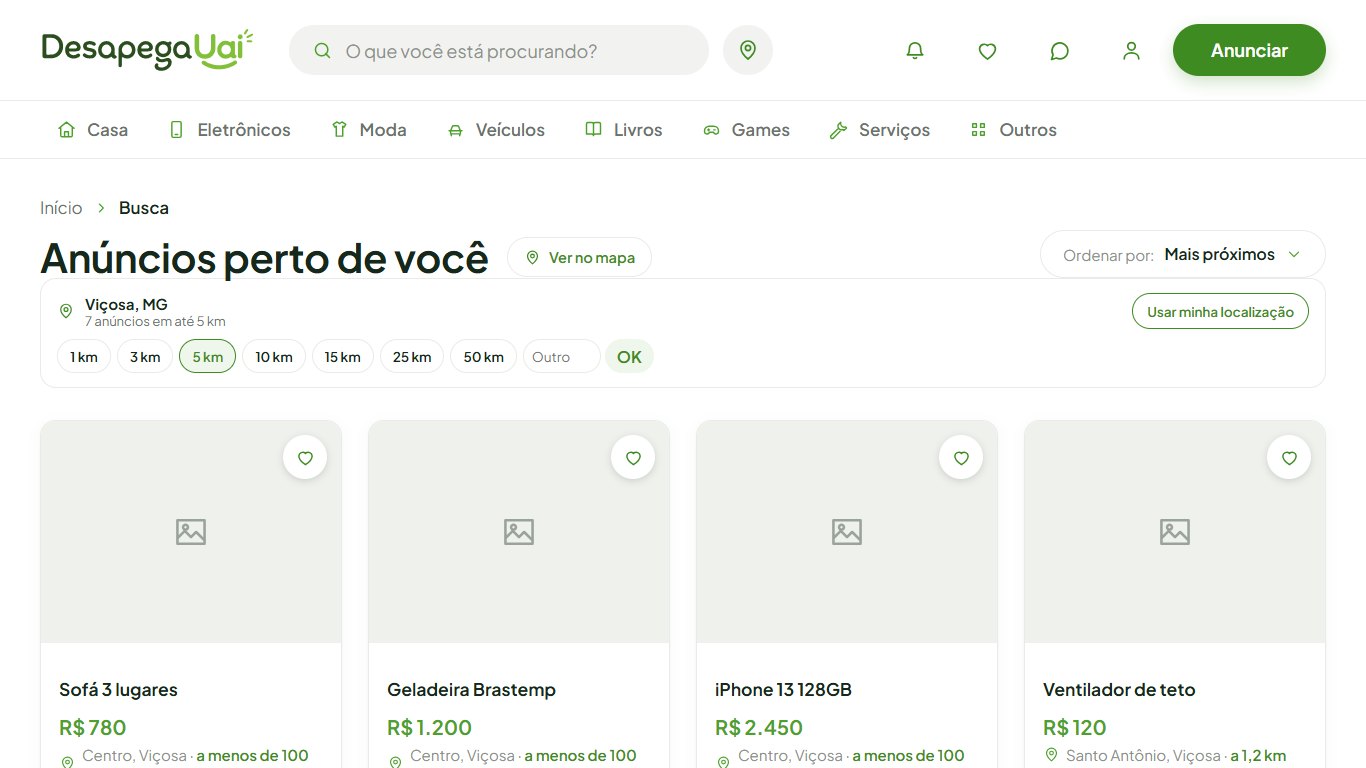 DesapegaUai
O que você está procurando?
Anunciar
Casa
Eletrônicos
Moda
Veículos
Livros
Games
Serviços
Outros
Início
Busca
Anúncios perto de você
Ver no mapa
Ordenar por: Mais próximos
Viçosa, MG
7 anúncios em até 5 km
Usar minha localização
1 km
3 km
5 km
10 km
15 km
25 km
50 km
Outro
OK
Sofá 3 lugares
R$ 780
Centro, Viçosa · a menos de 100
Geladeira Brastemp
R$ 1.200
Centro, Viçosa · a menos de 100
iPhone 13 128GB
R$ 2.450
Centro, Viçosa · a menos de 100
Ventilador de teto
R$ 120
Santo Antônio, Viçosa · a 1,2 km